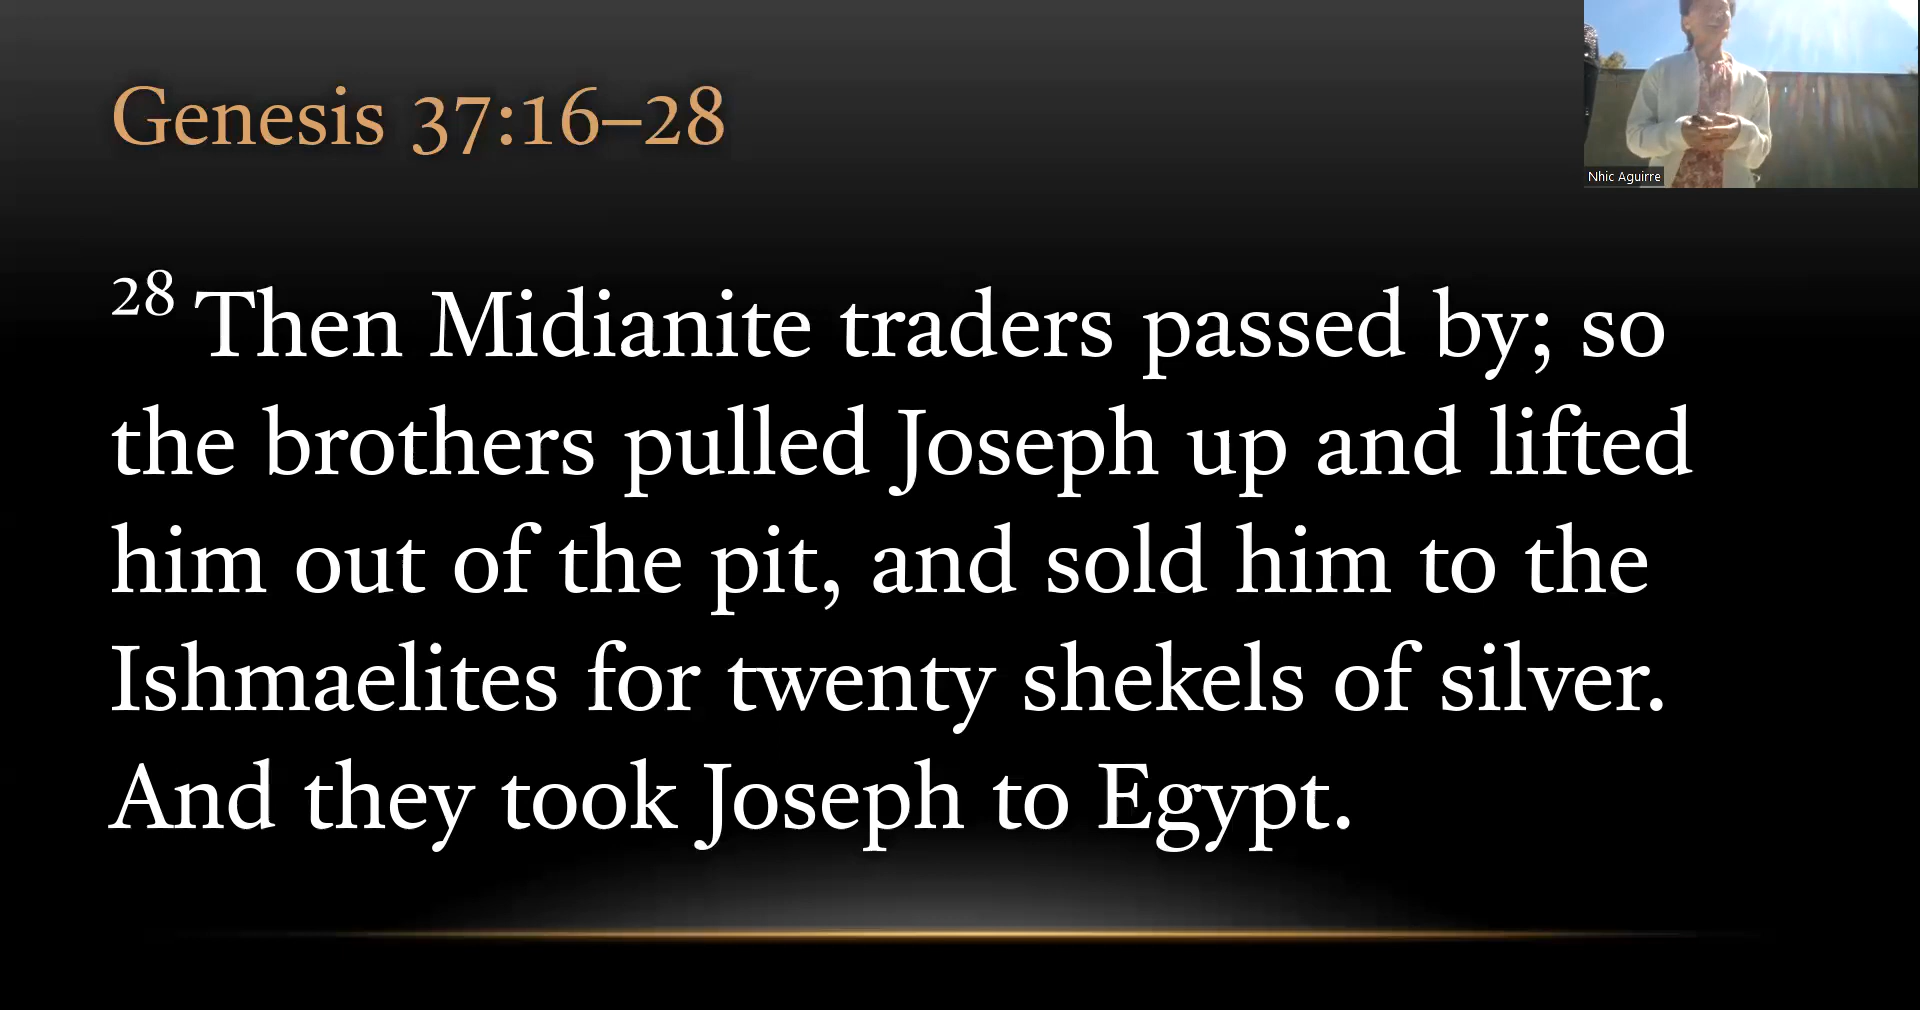 Genesis 37:16–28
Nhic Aguirre
28 Then Midianite traders passed by; so
the brothers pulled Joseph up and lifted
him out of the pit, and sold him to the
Ishmaelites for twenty shekels of silver.
And they took Joseph to Egypt.